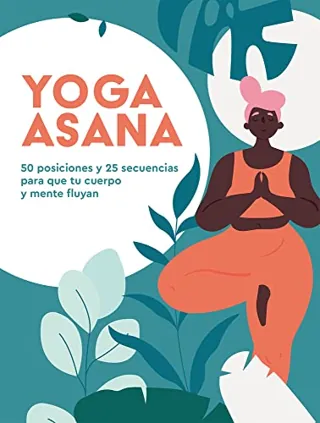 YOGA
ASANA
50 posiciones y 25 secuencias
para que tu cuerpo
y mente fluyan